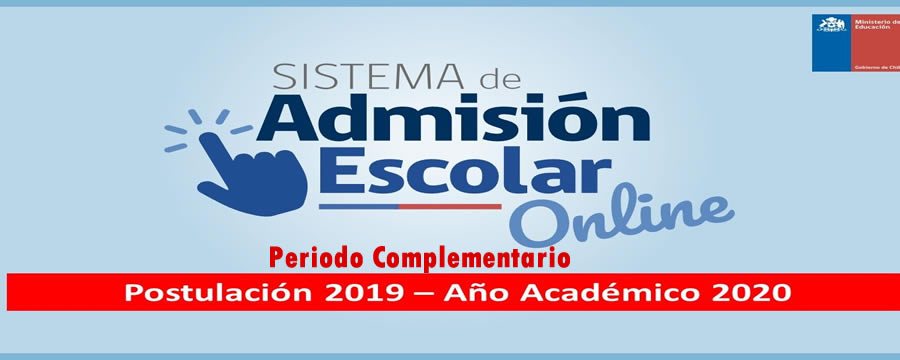 Ministerio de
Educación
Gobierno de Chile
SISTEMA de
Admisión
Escolar
Online
Periodo Complementario
Postulación 2019 – Año Académico 2020